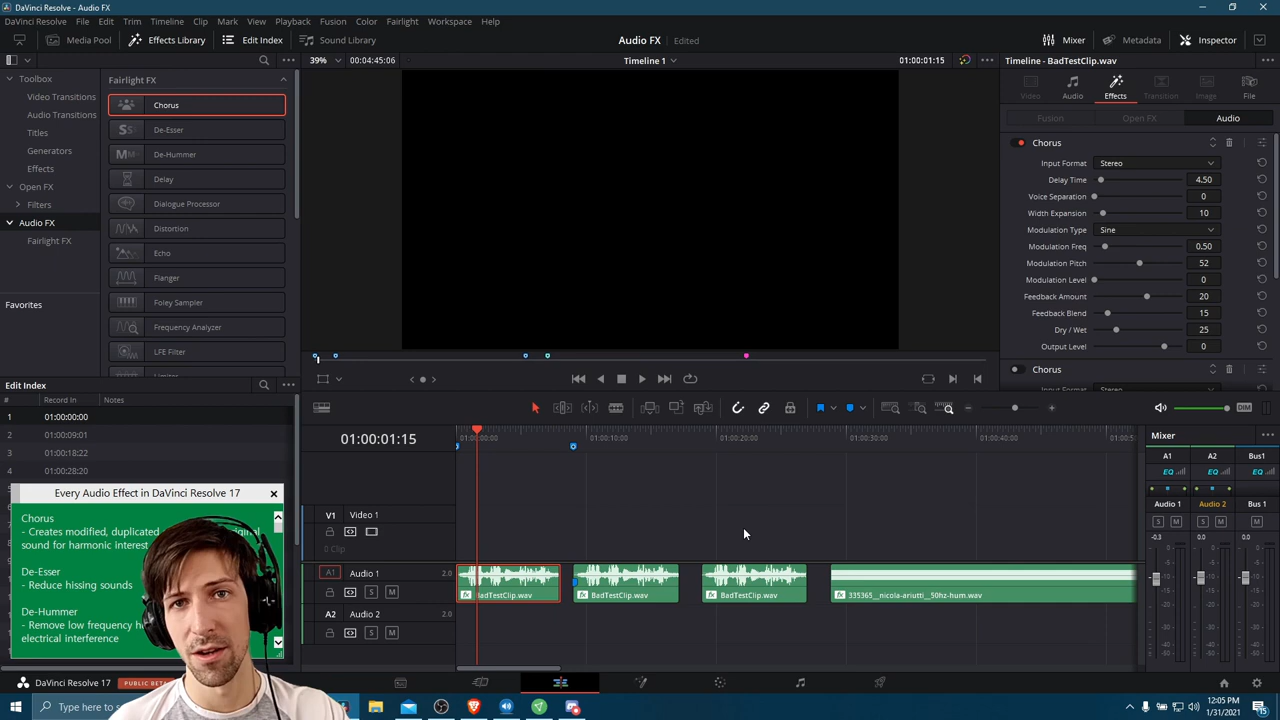 DaVinci Resolve - Audio FX
DaVinci Resolve File Edit Trim Timeline Clip Mark View Playback Fusion Color Fairlight Workspace Help
Media Pool Effects Library Edit Index Sound Library Audio FX Edited Mixer Metadata Inspector
39% 00:04:45:06 Timeline 1 01:00:01:15 Timeline - BadTestClip.wav
Toolbox
Video Transitions
Audio Transitions
Titles
Generators
Effects
Open FX
Filters
Audio FX
Fairlight FX
Favorites
Fairlight FX
Chorus
De-Esser
De-Hummer
Delay
Dialogue Processor
Distortion
Echo
Flanger
Foley Sampler
Frequency Analyzer
LFE Filter
Video Audio Effects Transition Image File
Fusion Open FX Audio
Chorus
Input Format Stereo
Delay Time 4.50
Voice Separation 0
Width Expansion 10
Modulation Type Sine
Modulation Freq 0.50
Modulation Pitch 52
Modulation Level 0
Feedback Amount 20
Feedback Blend 15
Dry / Wet 25
Output Level 0
Chorus
Edit Index
# Record In Notes
1 01:00:00:00
2 01:00:09:01
3 01:00:18:22
4 01:00:28:20
Every Audio Effect in DaVinci Resolve 17
Chorus
- Creates modified, duplicated
sound for harmonic interest
De-Esser
- Reduce hissing sounds
De-Hummer
- Remove low frequency
electrical interference
DIM
01:00:01:15
01:00:00:00 01:00:10:00 01:00:20:00 01:00:30:00 01:00:40:00
V1 Video 1
0 Clip
A1 Audio 1 2.0
S M
A2 Audio 2 2.0
S M
BadTestClip.wav BadTestClip.wav BadTestClip.wav 335365__nicola-ariutti__50hz-hum.wav
Mixer
A1 A2 Bus1
EQ EQ EQ
Audio 1 Audio 2 Bus 1
S M S M M
-0.3 0.0 0.0
DaVinci Resolve 17 PUBLIC BETA
Type here to
12:05 PM
1/31/2021